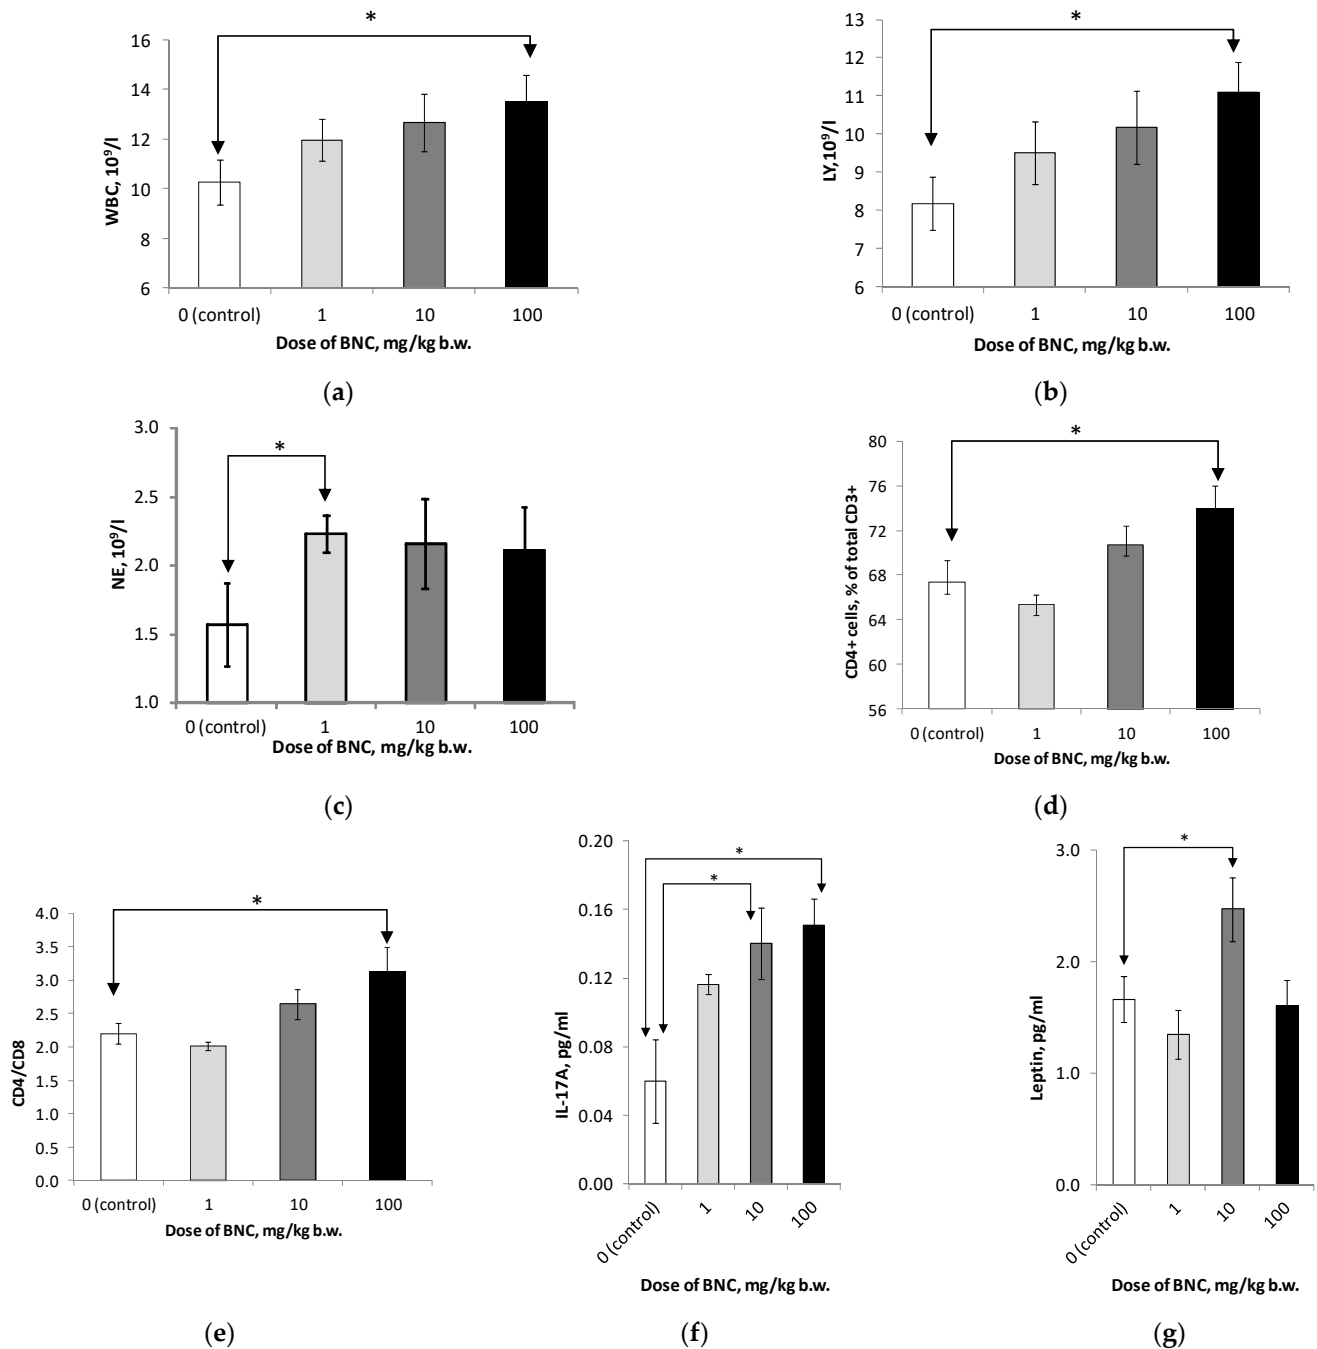 *
16
14
12
10
8
6
WBC, 10⁹/l
0 (control) 1 10 100
Dose of BNC, mg/kg b.w.
(a)
*
13
12
11
10
9
8
7
6
LY,10⁹/l
0 (control) 1 10 100
Dose of BNC, mg/kg b.w.
(b)
*
3.0
2.5
2.0
1.5
1.0
NE, 10⁹/l
0 (control) 1 10 100
Dose of BNC, mg/kg b.w.
(c)
*
80
76
72
68
64
60
56
CD4+ cells, % of total CD3+
0 (control) 1 10 100
Dose of BNC, mg/kg b.w.
(d)
*
4.0
3.5
3.0
2.5
2.0
1.5
1.0
0.5
0.0
CD4/CD8
0 (control) 1 10 100
Dose of BNC, mg/kg b.w.
(e)
*
*
0.20
0.16
0.12
0.08
0.04
0.00
IL-17A, pg/ml
0 (control) 1 10 100
Dose of BNC, mg/kg b.w.
(f)
*
3.0
2.0
1.0
0.0
Leptin, pg/ml
0 (control) 1 10 100
Dose of BNC, mg/kg b.w.
(g)